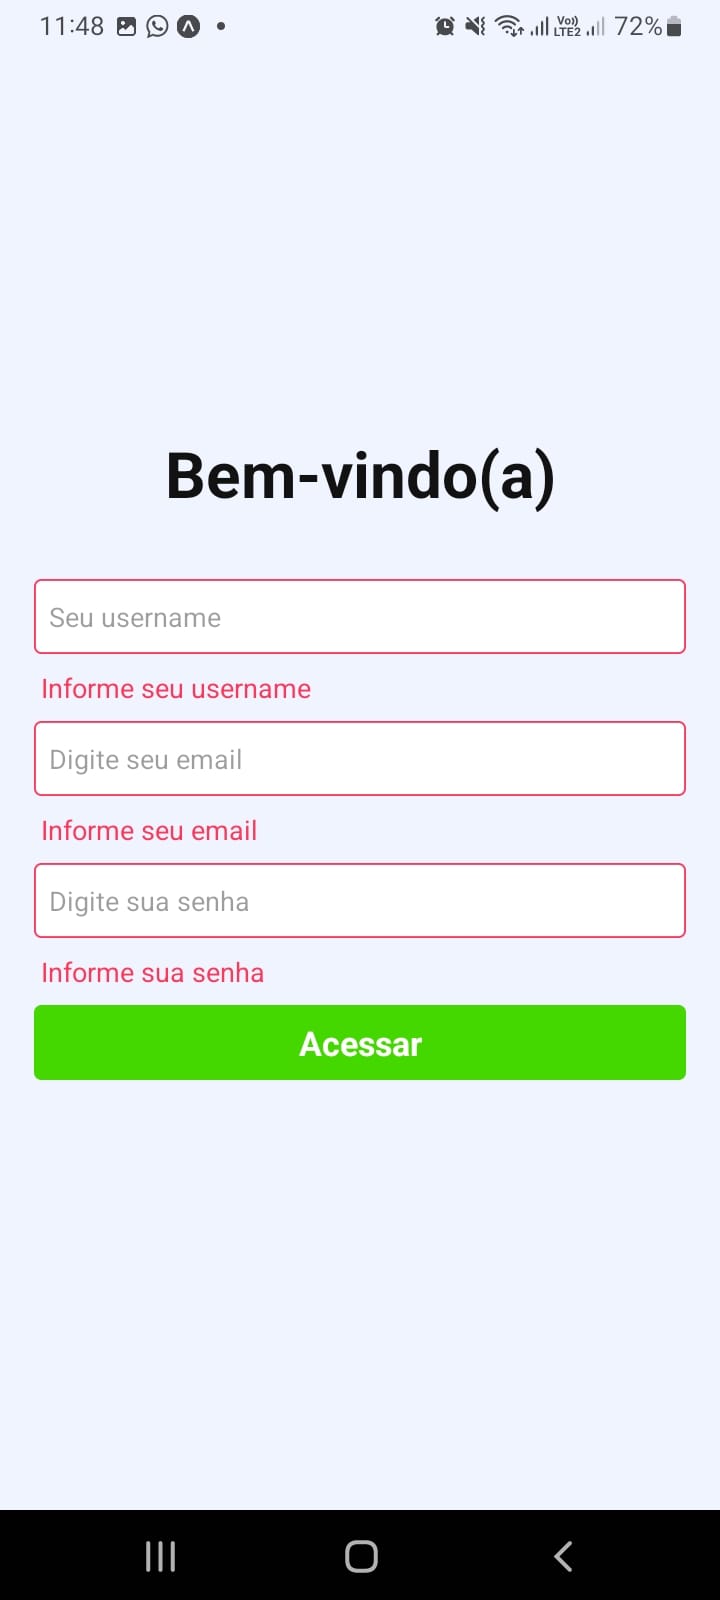 11:48 Vo)) LTE2 72%
Bem-vindo(a)
Seu username
Informe seu username
Digite seu email
Informe seu email
Digite sua senha
Informe sua senha
Acessar